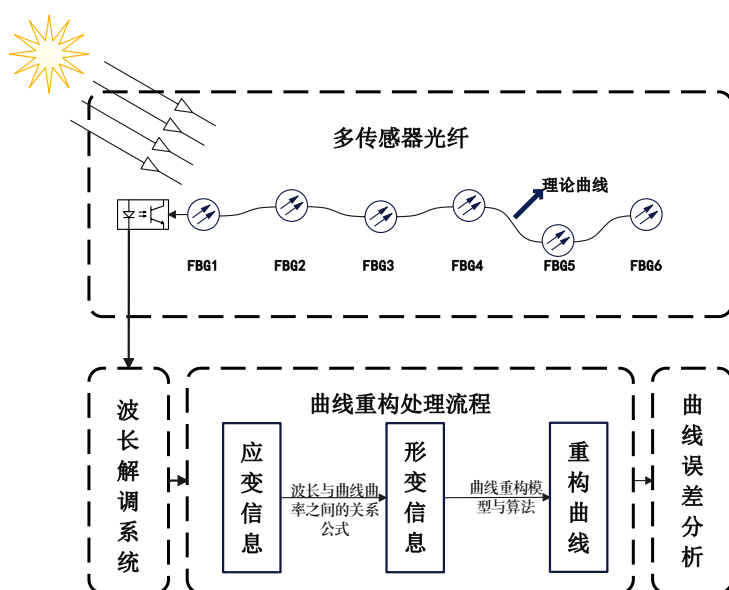 多传感器光纤
理论曲线
FBG1
FBG2
FBG3
FBG4
FBG5
FBG6
波长解调系统
曲线重构处理流程
应变信息
波长与曲线曲
率之间的关系
公式
形变信息
曲线重构模
型与算法
重构曲线
曲线误差分析